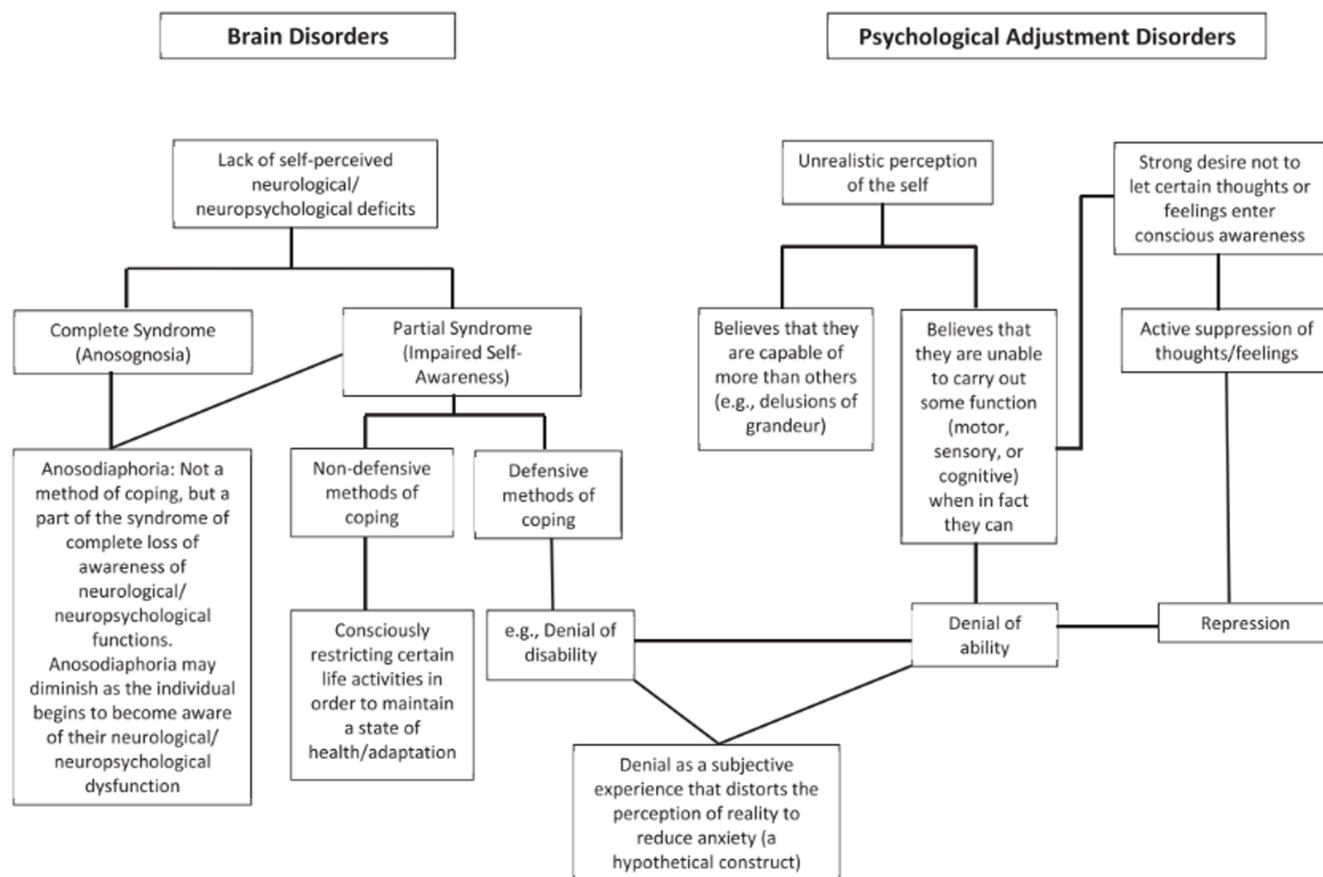 Brain Disorders
Psychological Adjustment Disorders
Lack of self-perceived
neurological/
neuropsychological deficits
Unrealistic perception
of the self
Strong desire not to
let certain thoughts or
feelings enter
conscious awareness
Complete Syndrome
(Anosognosia)
Partial Syndrome
(Impaired Self-
Awareness)
Believes that they
are capable of
more than others
(e.g., delusions of
grandeur)
Believes that
they are unable
to carry out
some function
(motor,
sensory, or
cognitive)
when in fact
they can
Active suppression of
thoughts/feelings
Anosodiaphoria: Not a
method of coping, but a
part of the syndrome of
complete loss of
awareness of
neurological/
neuropsychological
functions.
Anosodiaphoria may
diminish as the individual
begins to become aware
of their neurological/
neuropsychological
dysfunction
Non-defensive
methods of
coping
Defensive
methods of
coping
Consciously
restricting certain
life activities in
order to maintain
a state of
health/adaptation
e.g., Denial of
disability
Denial of
ability
Repression
Denial as a subjective
experience that distorts the
perception of reality to
reduce anxiety (a
hypothetical construct)